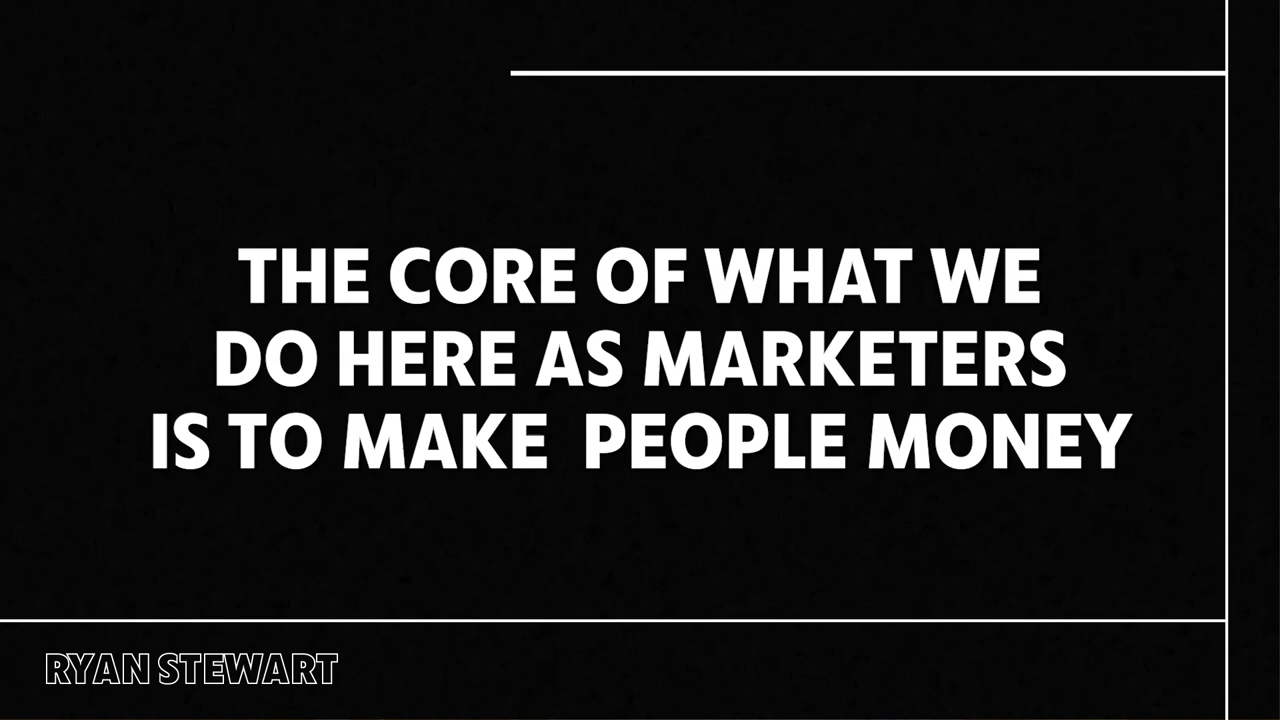 THE CORE OF WHAT WE
DO HERE AS MARKETERS
IS TO MAKE  PEOPLE MONEY
RYAN STEWART